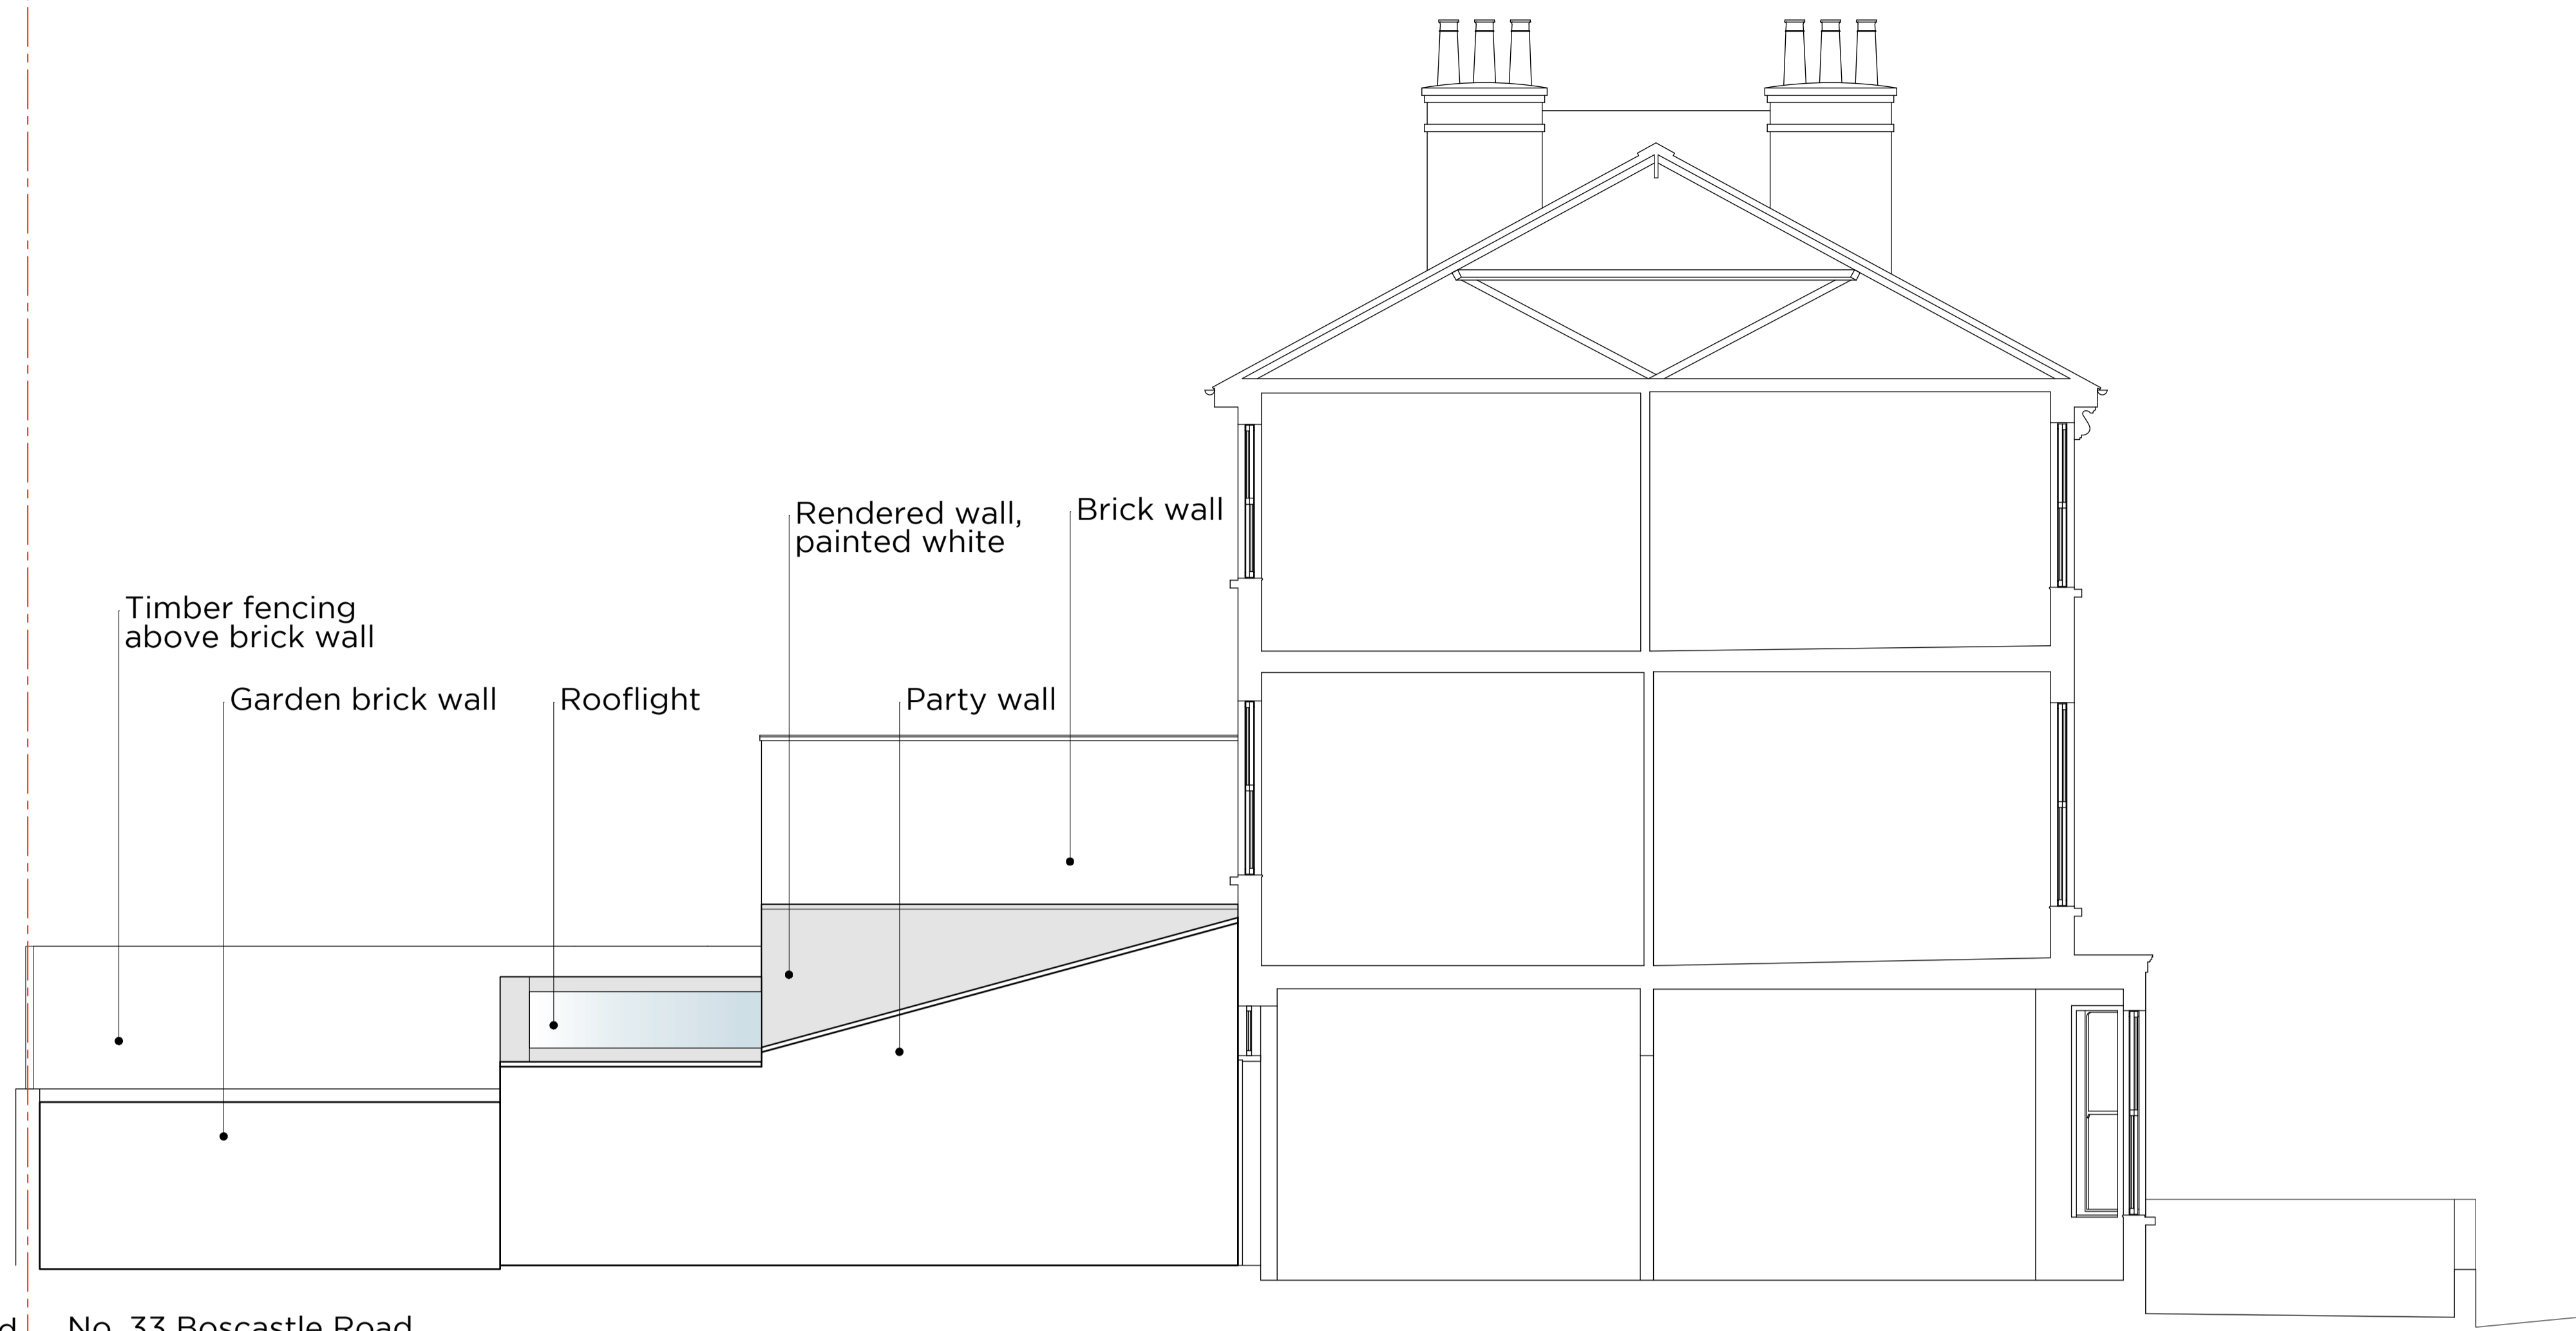 Rendered wall,
painted white
Brick wall
Timber fencing
above brick wall
Garden brick wall
Rooflight
Party wall
No. 33 Boscastle Road